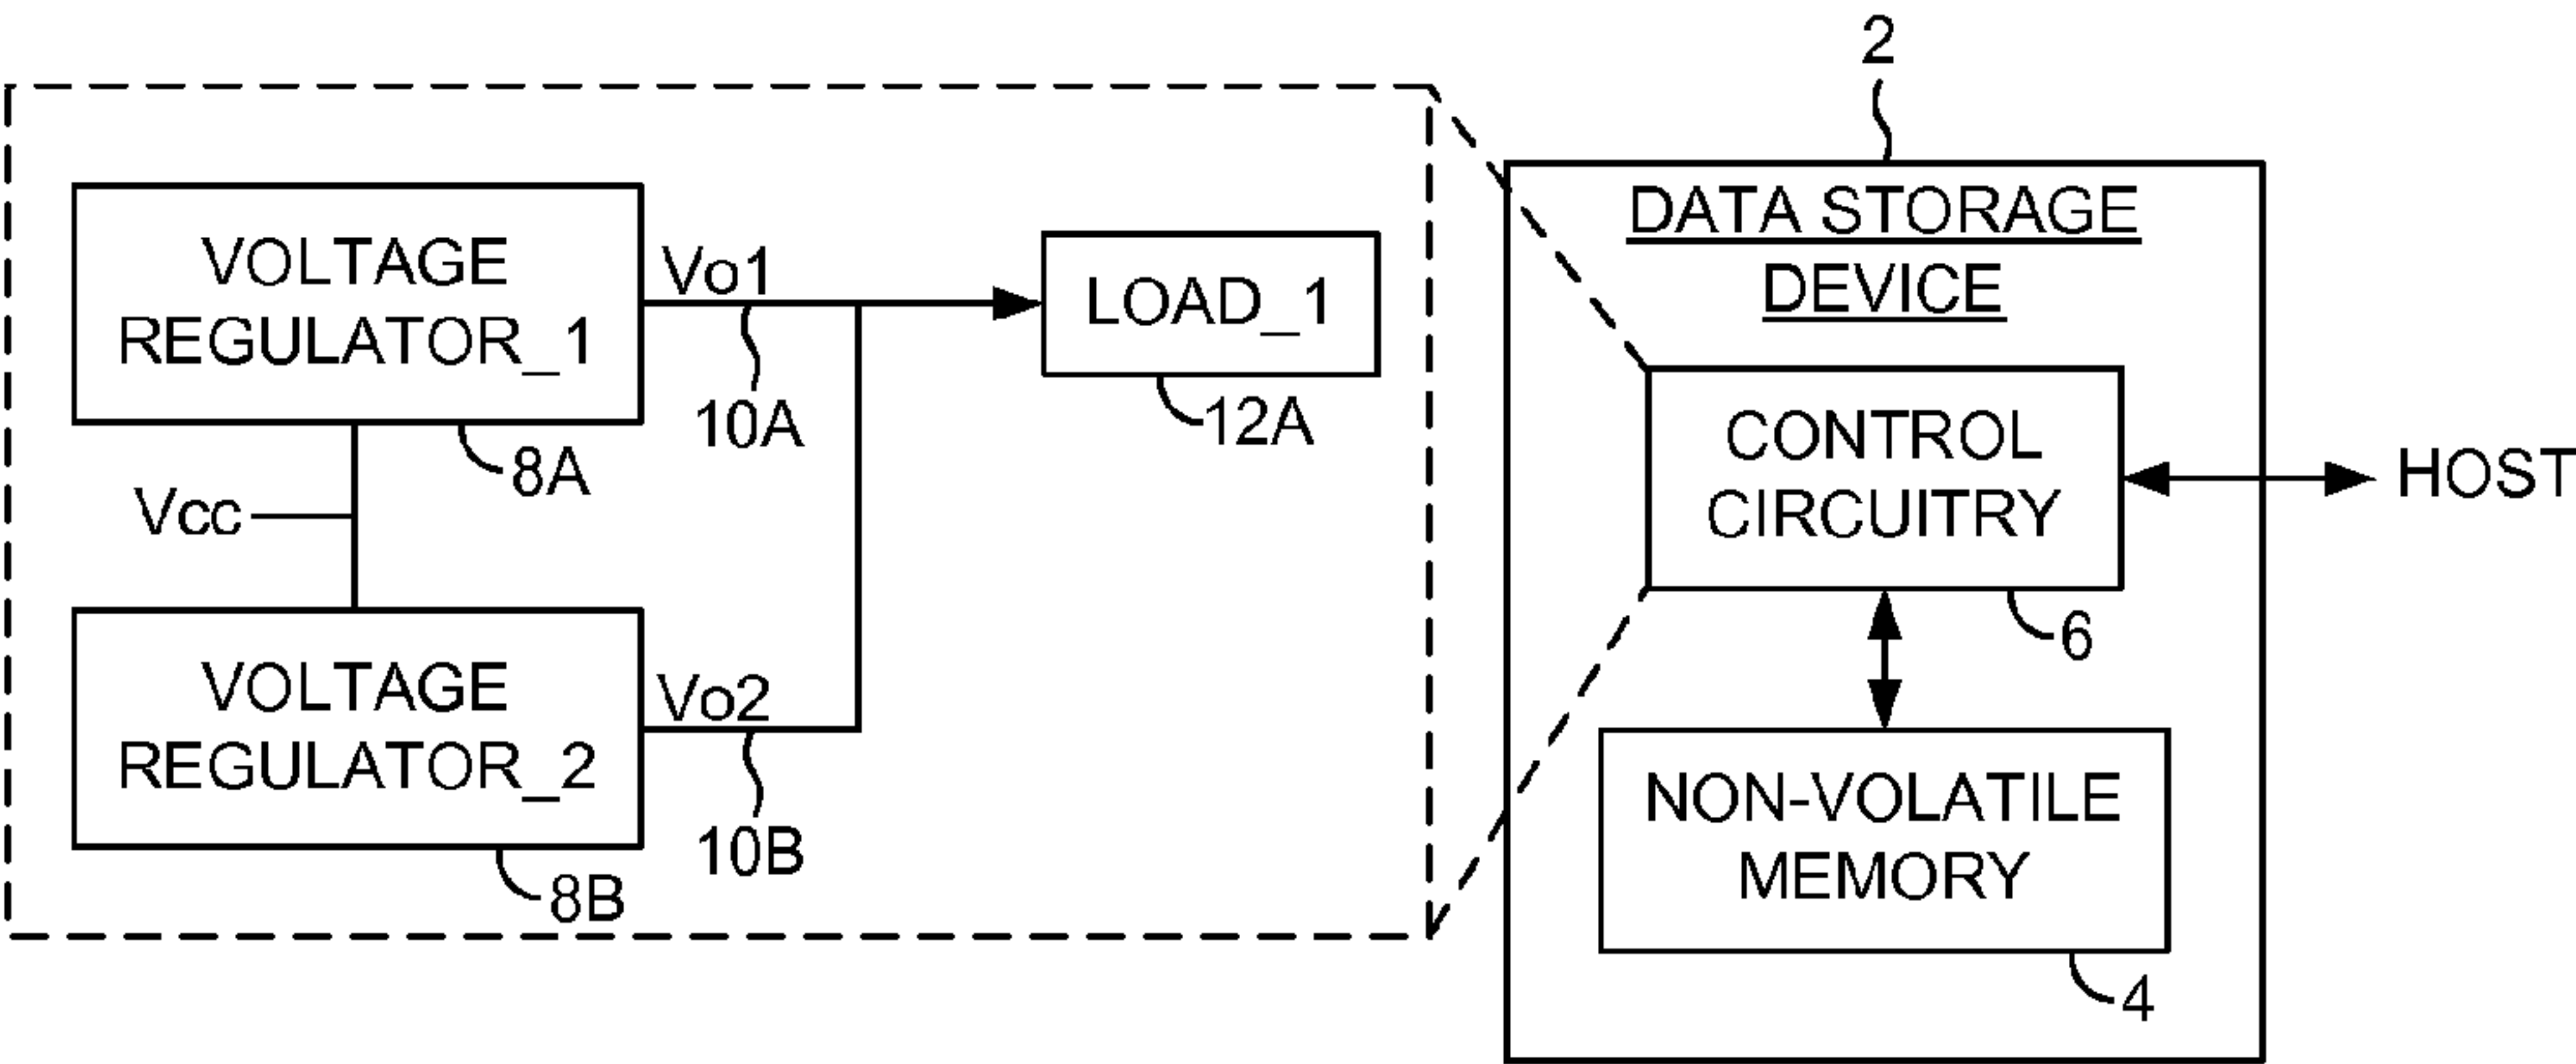 2
DATA STORAGE
DEVICE
VOLTAGE
REGULATOR_1
Vo1
LOAD_1
10A
12A
8A
Vcc
CONTROL
CIRCUITRY
HOST
6
VOLTAGE
REGULATOR_2
Vo2
10B
8B
NON-VOLATILE
MEMORY
4